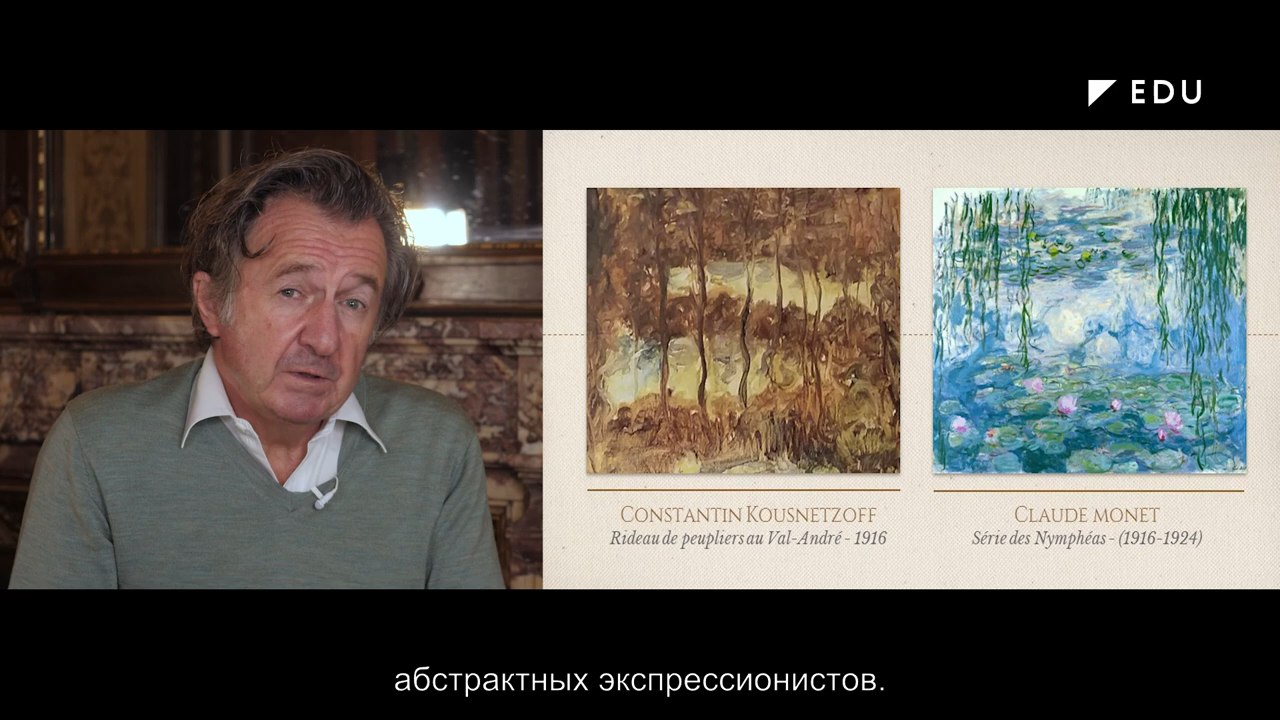 EDU
CONSTANTIN KOUSNETZOFF
Rideau de peupliers au Val-André - 1916
CLAUDE MONET
Série des Nymphéas - (1916-1924)
абстрактных экспрессионистов.